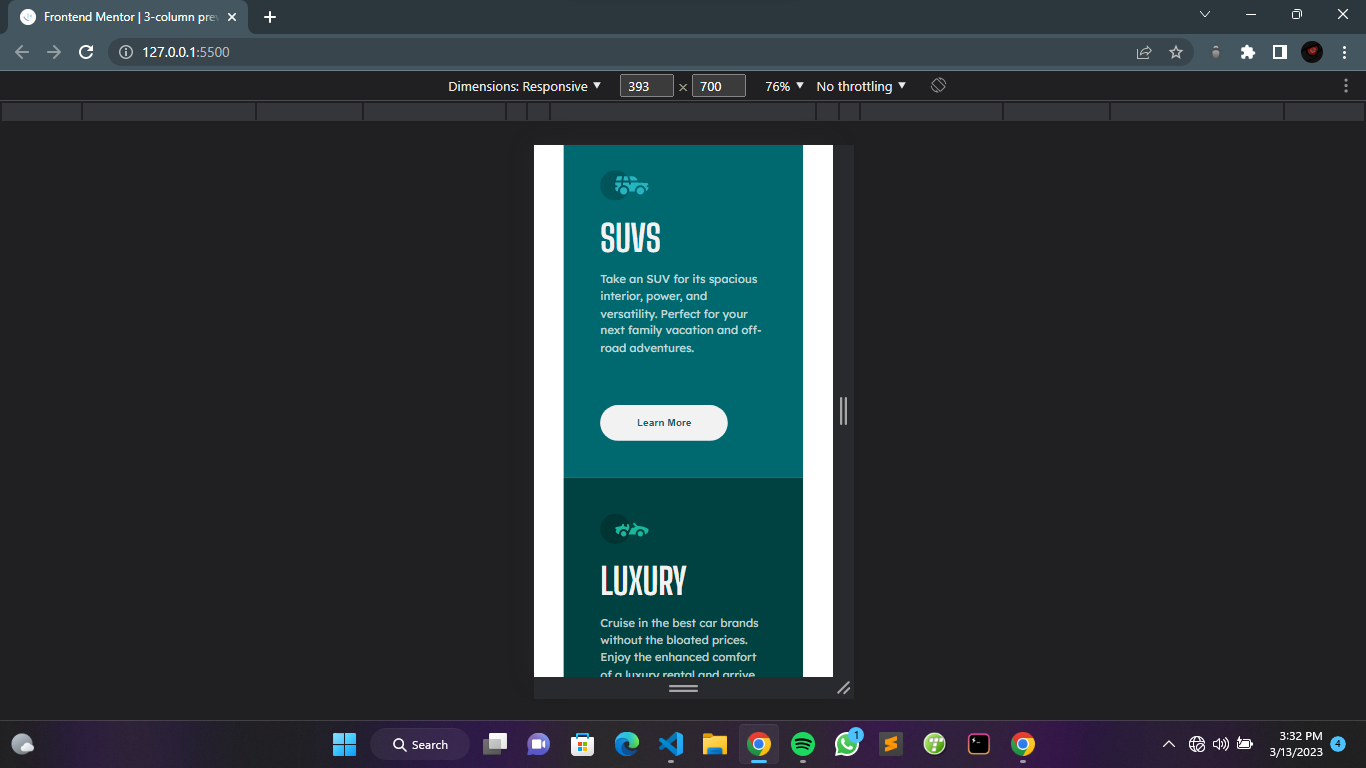 Frontend Mentor | 3-column pre
127.0.0.1:5500
Dimensions: Responsive 393 × 700 76% No throttling
SUVS
Take an SUV for its spacious
interior, power, and
versatility. Perfect for your
next family vacation and off-
road adventures.
Learn More
LUXURY
Cruise in the best car brands
without the bloated prices.
Enjoy the enhanced comfort
of a luxury rental and arrive
Search
1
3:32 PM
3/13/2023
4